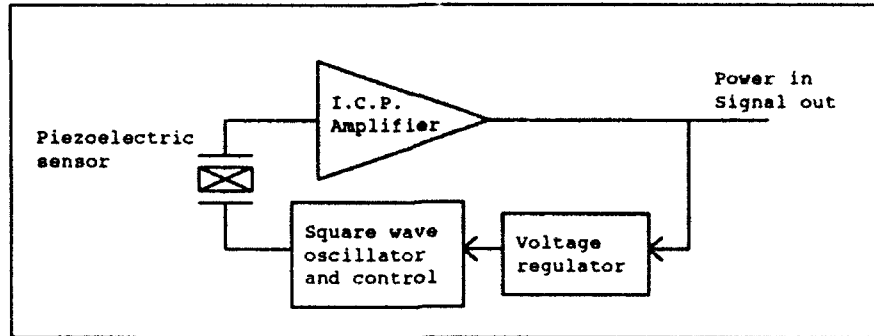 I.C.P.
Amplifier
Power in
Signal out
Piezoelectric
sensor
Square wave
oscillator
and control
Voltage
regulator